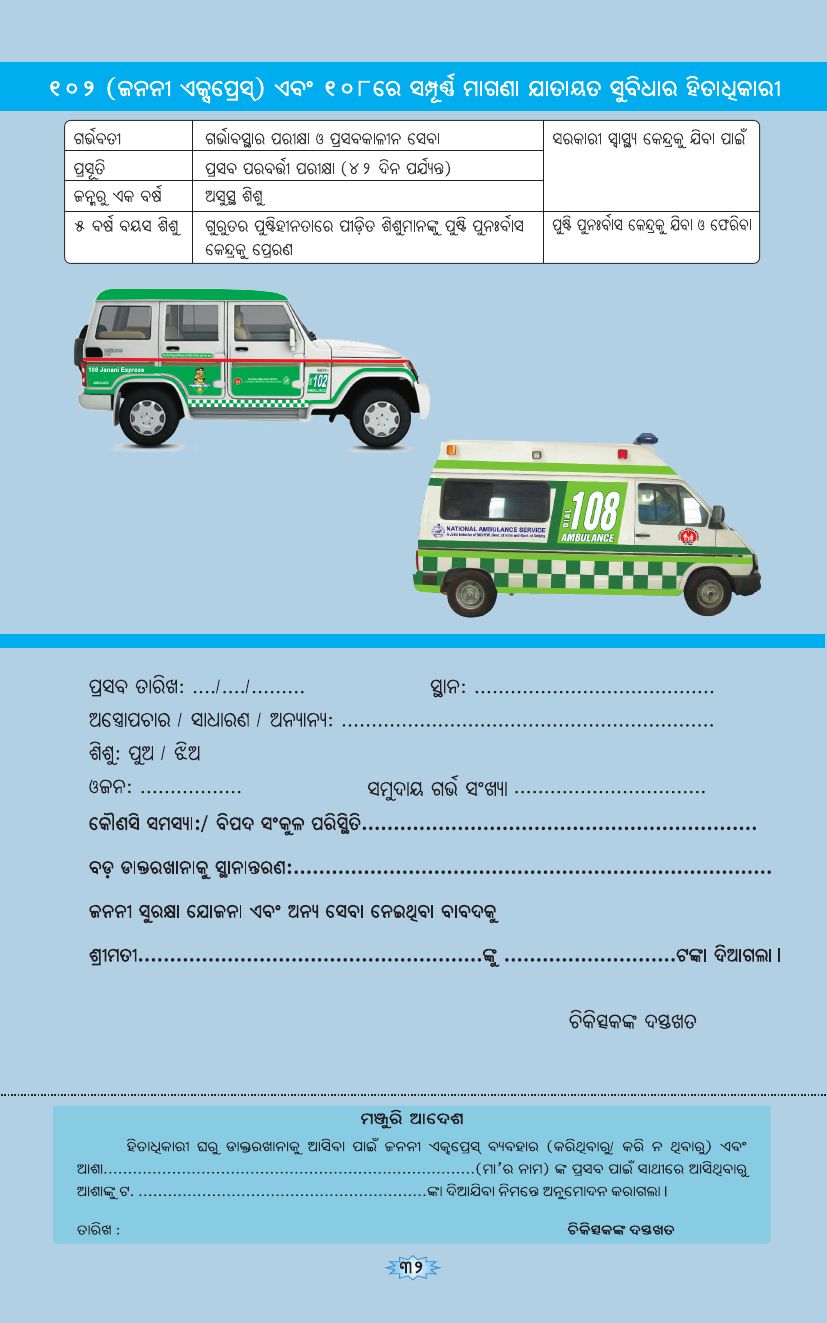 ୧୦୨ (ଜନନୀ ଏକ୍ସପ୍ରେସ୍) ଏବଂ ୧୦୮ରେ ସମ୍ପୂର୍ଣ୍ଣ ମାଗଣା ଯାତାୟତ ସୁବିଧାର ହିତାଧିକାରୀ
ଗର୍ଭବତୀ ଗର୍ଭାବସ୍ଥାର ପରୀକ୍ଷା ଓ ପ୍ରସବକାଳୀନ ସେବା ସରକାରୀ ସ୍ୱାସ୍ଥ୍ୟ କେନ୍ଦ୍ରକୁ ଯିବା ପାଇଁ
ପ୍ରସୂତି ପ୍ରସବ ପରବର୍ତ୍ତୀ ପରୀକ୍ଷା (୪୨ ଦିନ ପର୍ଯ୍ୟନ୍ତ)
ଜନ୍ମରୁ ଏକ ବର୍ଷ ଅସୁସ୍ଥ ଶିଶୁ
୫ ବର୍ଷ ବୟସ ଶିଶୁ ଗୁରୁତର ପୁଷ୍ଟିହୀନତାରେ ପୀଡ଼ିତ ଶିଶୁମାନଙ୍କୁ ପୁଷ୍ଟି ପୁନଃର୍ବାସ ପୁଷ୍ଟି ପୁନଃର୍ବାସ କେନ୍ଦ୍ରକୁ ଯିବା ଓ ଫେରିବା
କେନ୍ଦ୍ରକୁ ପ୍ରେରଣ
108 Janani Express
AMBULANCE
102
AMBULANCE
NATIONAL AMBULANCE SERVICE
DIAL 108
AMBULANCE
ପ୍ରସବ ତାରିଖ: ..../..../......... ସ୍ଥାନ: ........................................
ଅସ୍ତ୍ରୋପଚାର / ସାଧାରଣ / ଅନ୍ୟାନ୍ୟ: ..............................................................
ଶିଶୁ: ପୁଅ / ଝିଅ
ଓଜନ: ................. ସମୁଦାୟ ଗର୍ଭ ସଂଖ୍ୟା ................................
କୌଣସି ସମସ୍ୟା:/ ବିପଦ ସଂକୁଳ ପରିସ୍ଥିତି..............................................................
ବଡ଼ ଡାକ୍ତରଖାନାକୁ ସ୍ଥାନାନ୍ତରଣ:...........................................................................
ଜନନୀ ସୁରକ୍ଷା ଯୋଜନା ଏବଂ ଅନ୍ୟ ସେବା ନେଇଥିବା ବାବଦକୁ
ଶ୍ରୀମତୀ......................................................ଙ୍କୁ ...........................ଟଙ୍କା ଦିଆଗଲା।
ଚିକିତ୍ସକଙ୍କ ଦସ୍ତଖତ
ମଞ୍ଜୁରି ଆଦେଶ
ହିତାଧିକାରୀ ଘରୁ ଡାକ୍ତରଖାନାକୁ ଆସିବା ପାଇଁ ଜନନୀ ଏକ୍ସପ୍ରେସ୍ ବ୍ୟବହାର (କରିଥିବାରୁ/ କରି ନ ଥିବାରୁ) ଏବଂ
ଆଶା............................................................................(ମା'ର ନାମ) ଙ୍କ ପ୍ରସବ ପାଇଁ ସାଥୀରେ ଆସିଥିବାରୁ
ଆଶାଙ୍କୁ ଟ. ...........................................................ଙ୍କା ଦିଆଯିବା ନିମନ୍ତେ ଅନୁମୋଦନ କରାଗଲା।
ତାରିଖ : ଚିକିତ୍ସକଙ୍କ ଦସ୍ତଖତ
୩୨